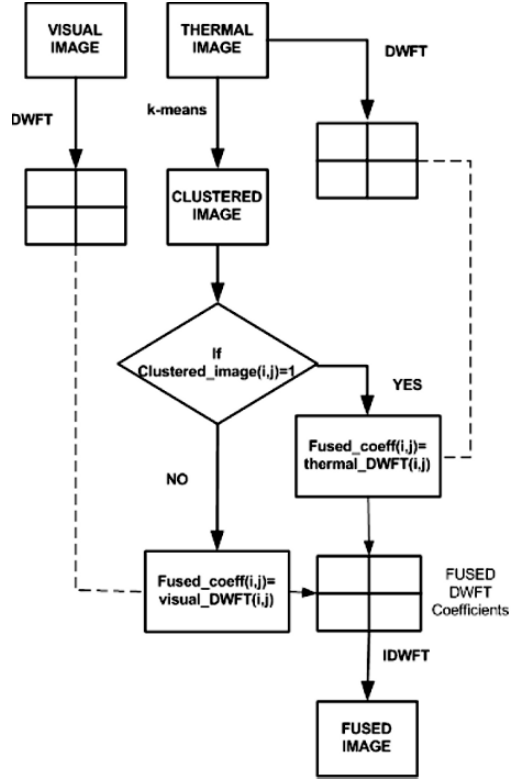 VISUAL
IMAGE
THERMAL
IMAGE
DWFT
DWFT
k-means
CLUSTERED
IMAGE
If
Clustered_image(i,j)=1
YES
Fused_coeff(i,j)=
thermal_DWFT(i,j)
NO
Fused_coeff(i,j)=
visual_DWFT(i,j)
FUSED
DWFT
Coefficients
IDWFT
FUSED
IMAGE